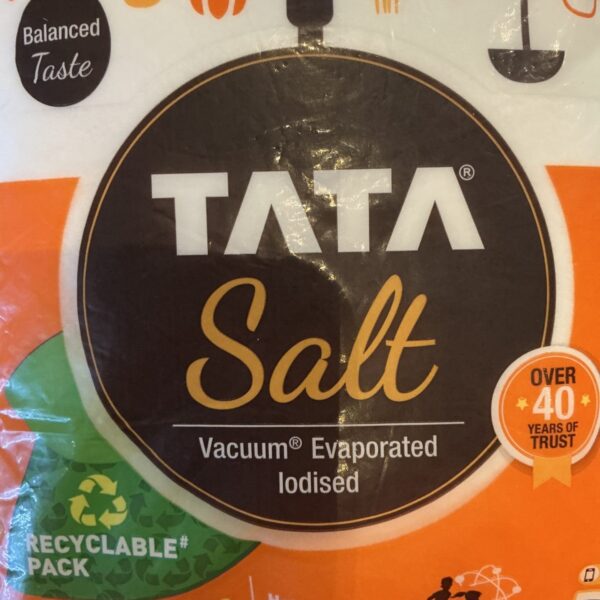 Balanced
Taste
TATA®
Salt
Vacuum® Evaporated
Iodised
OVER
40
YEARS OF
TRUST
RECYCLABLE#
PACK